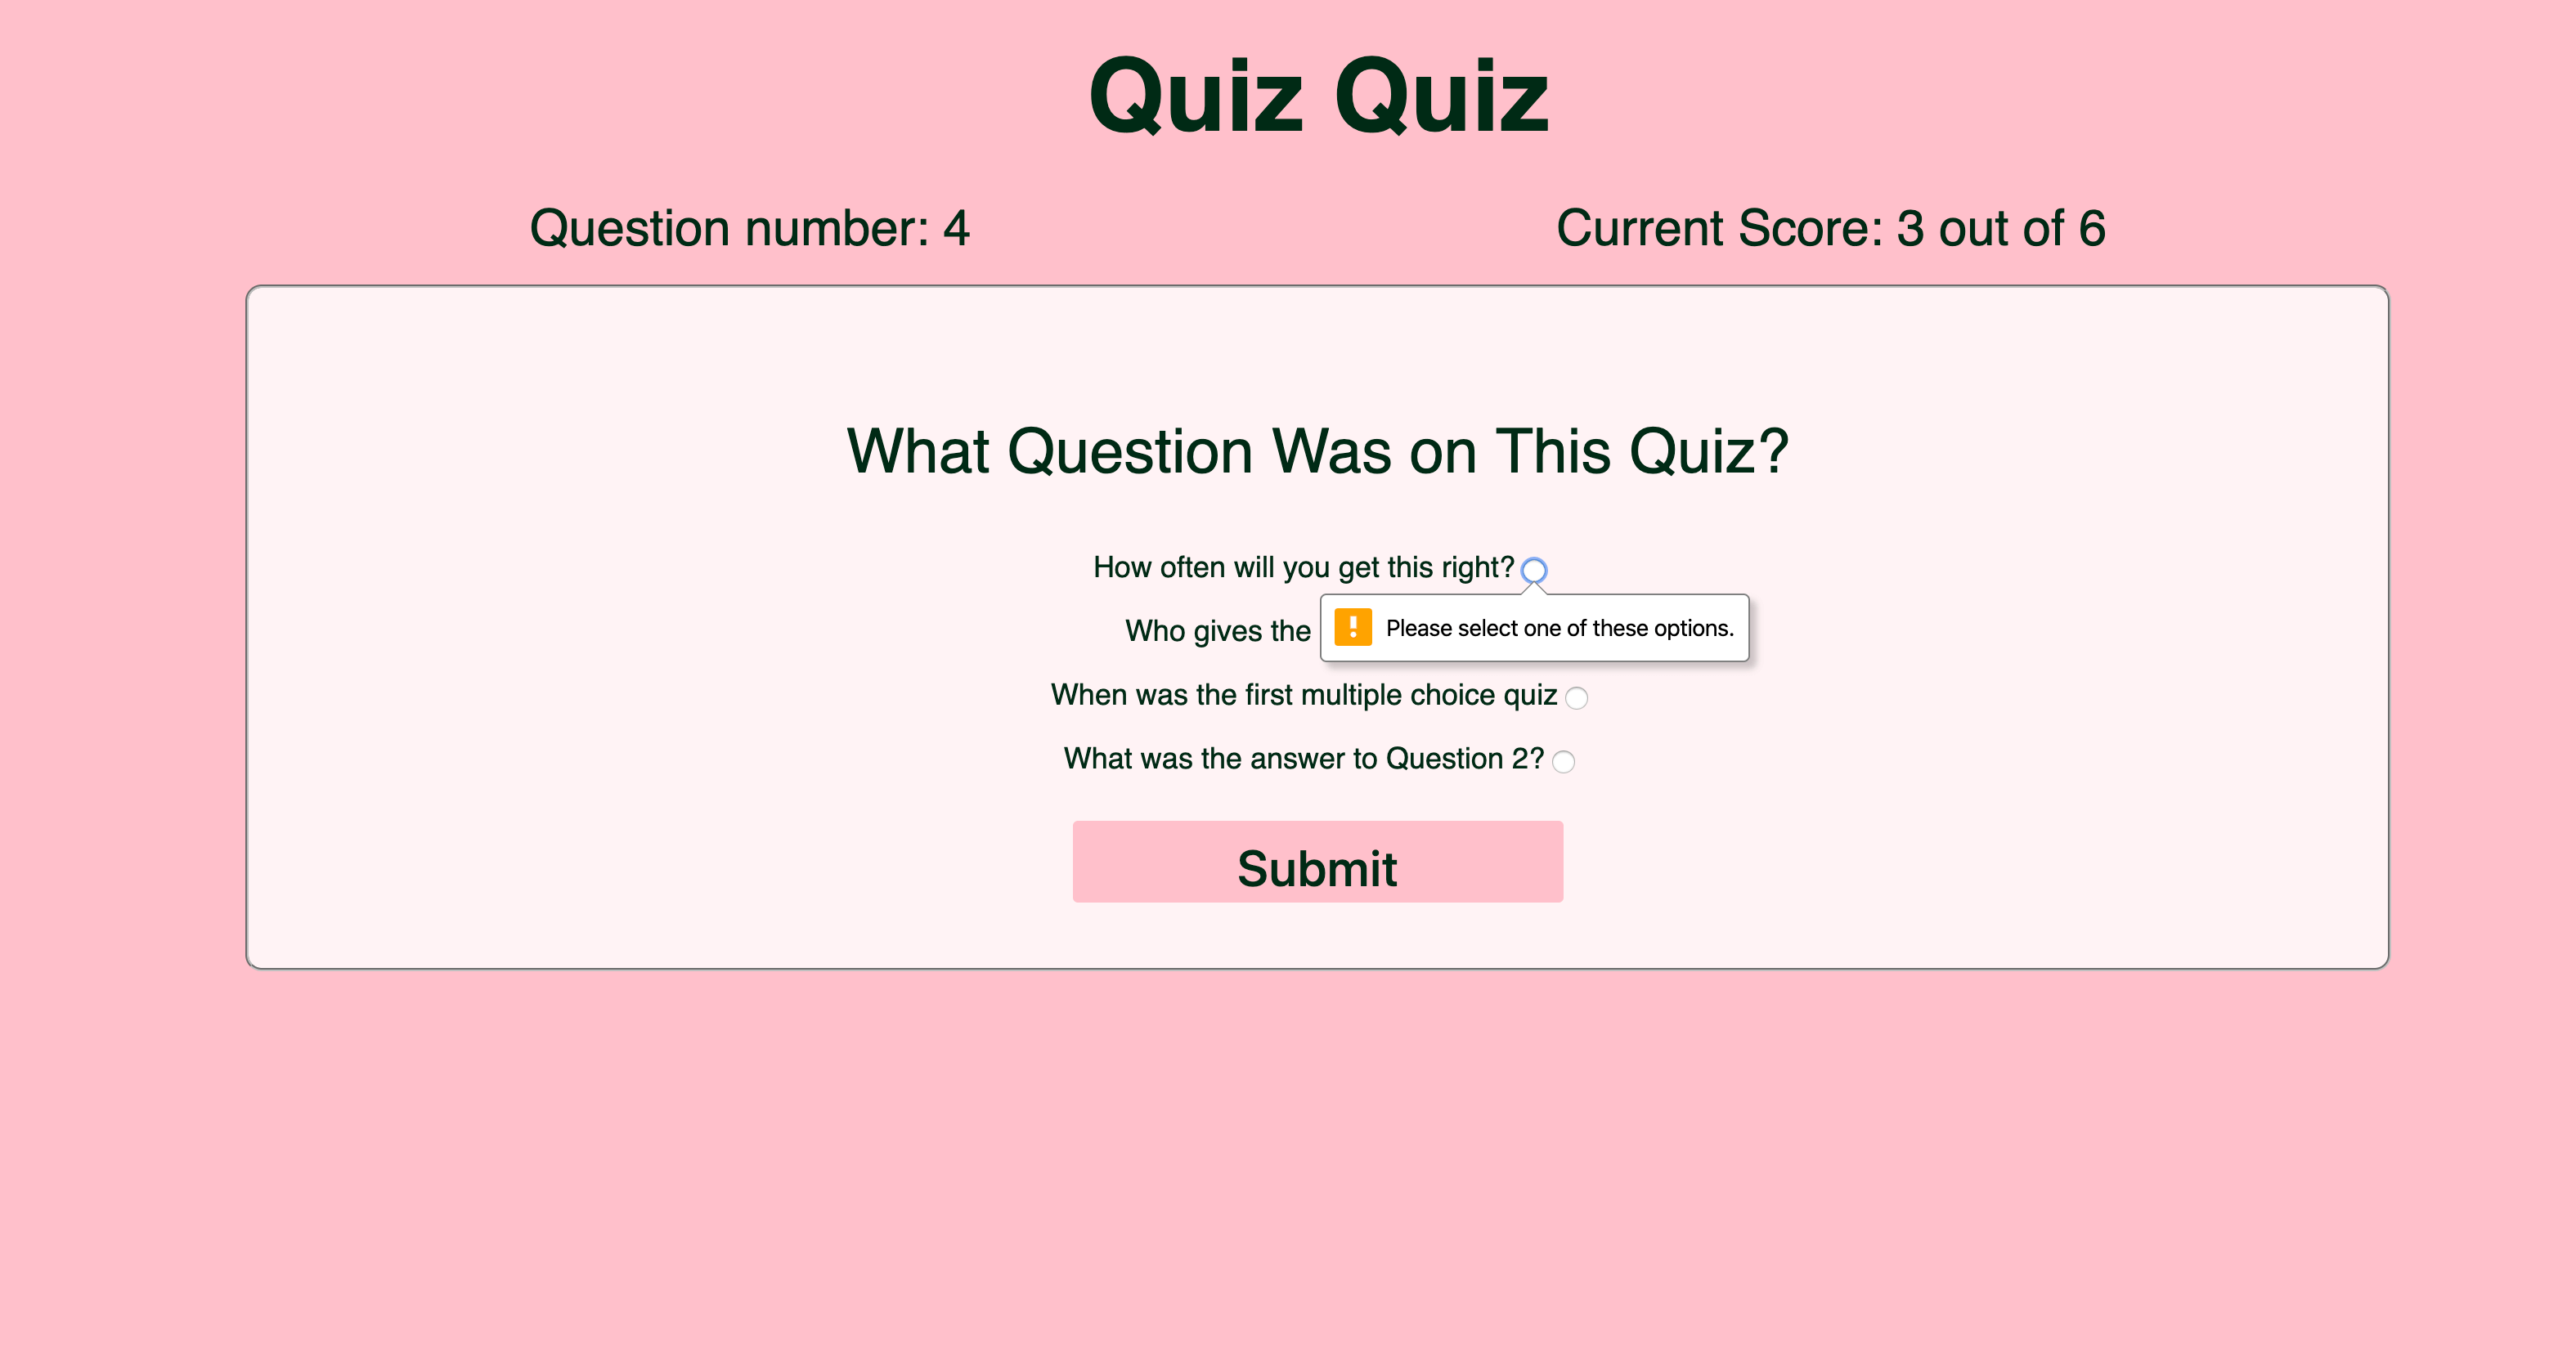 Quiz Quiz
Question number: 4
Current Score: 3 out of 6
What Question Was on This Quiz?
How often will you get this right?
Who gives the
Please select one of these options.
When was the first multiple choice quiz
What was the answer to Question 2?
Submit